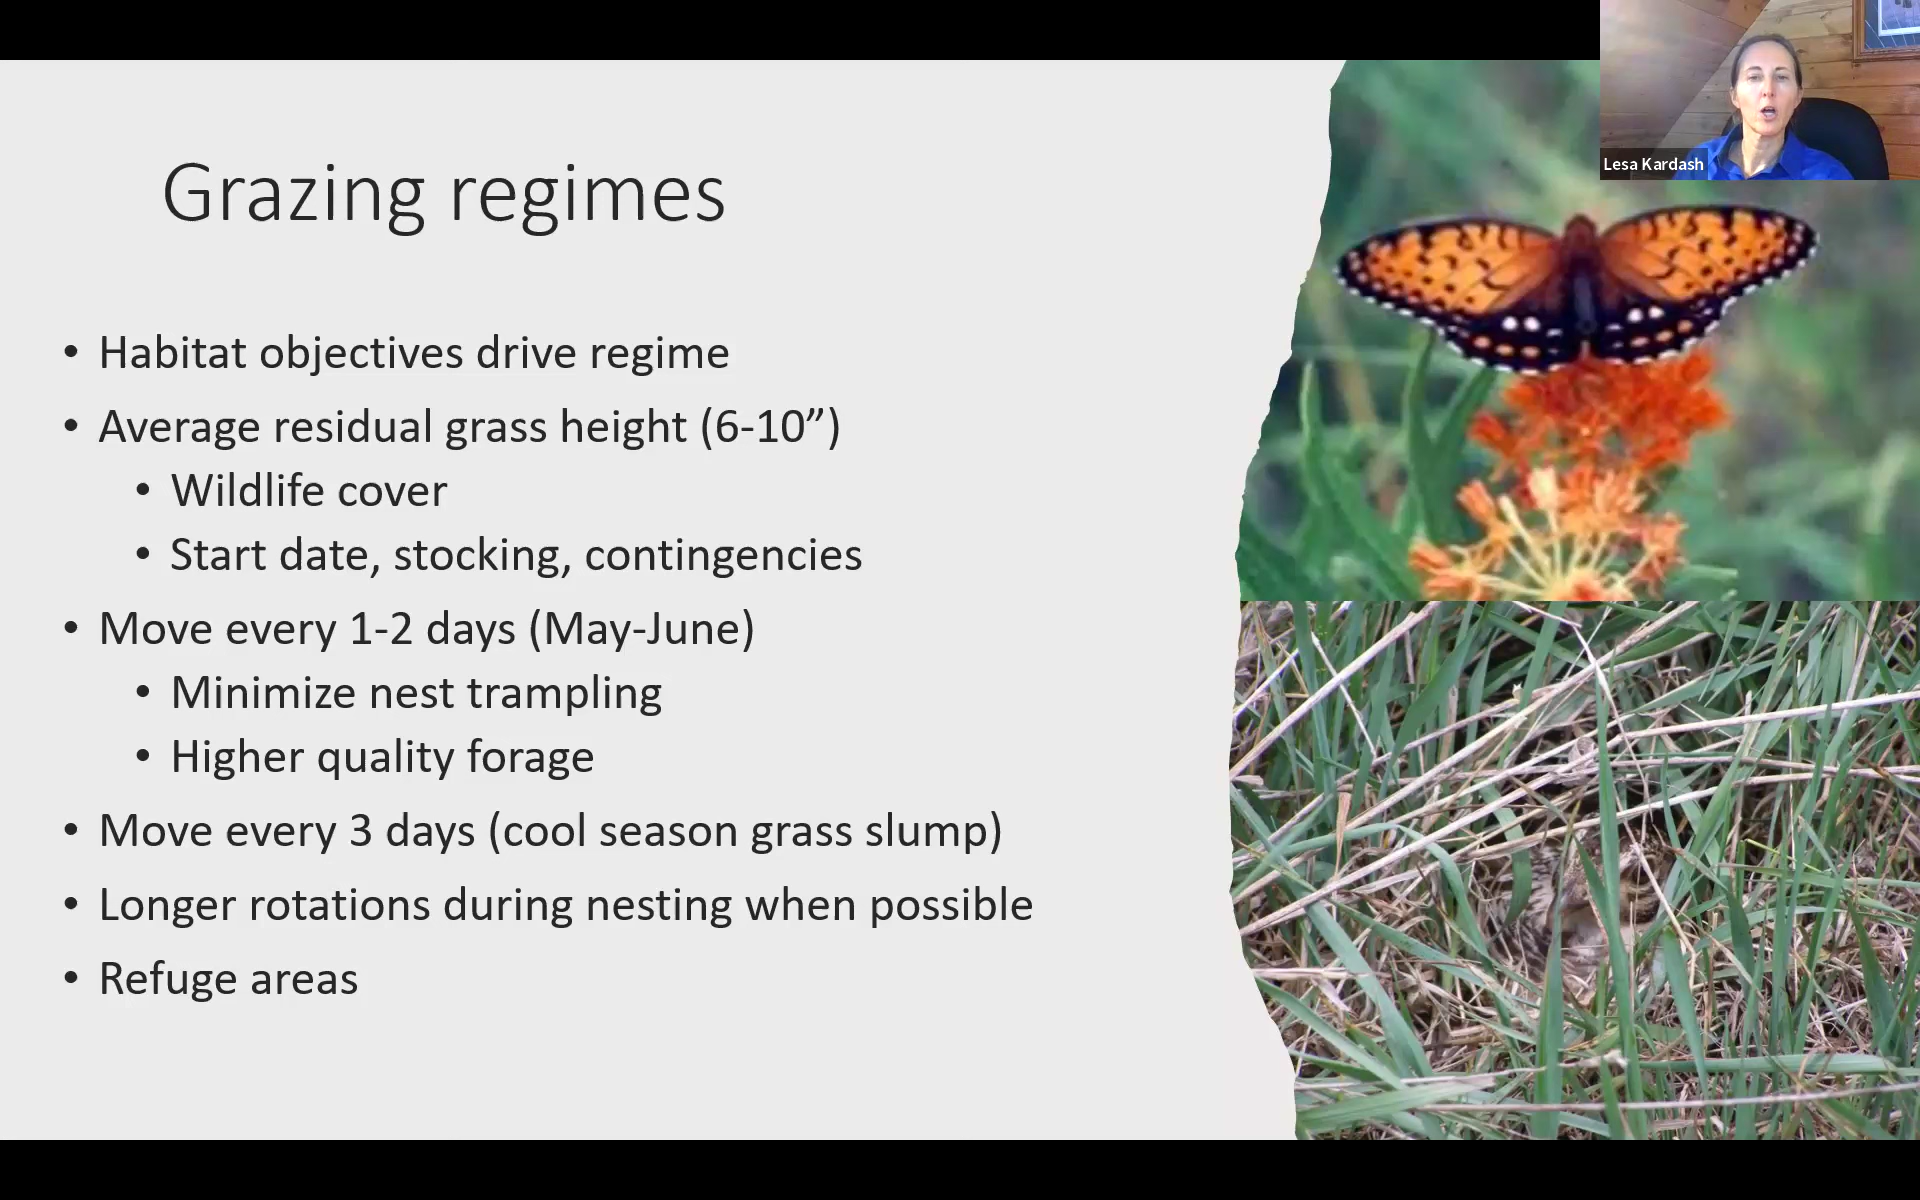 Lesa Kardash
Grazing regimes
• Habitat objectives drive regime
• Average residual grass height (6-10”)
• Wildlife cover
• Start date, stocking, contingencies
• Move every 1-2 days (May-June)
• Minimize nest trampling
• Higher quality forage
• Move every 3 days (cool season grass slump)
• Longer rotations during nesting when possible
• Refuge areas